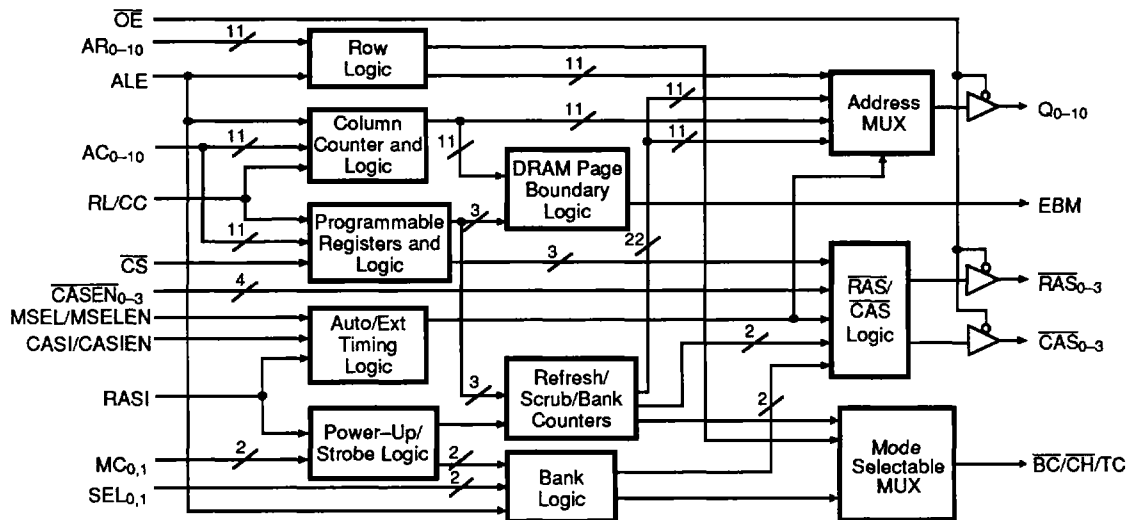 OE
AR0–10
11
ALE
AC0–10
11
RL/CC
11
CS
CASEN0–3
4
MSEL/MSELEN
CASI/CASIEN
RASI
MC0,1
2
SEL0,1
2
2
Row
Logic
11
Column
Counter and
Logic
11
11
Programmable
Registers and
Logic
3
3
Auto/Ext
Timing
Logic
Power–Up/
Strobe Logic
DRAM Page
Boundary
Logic
22
3
Refresh/
Scrub/Bank
Counters
2
2
Bank
Logic
11
11
Address
MUX
RAS/
CAS
Logic
Mode
Selectable
MUX
Q0–10
EBM
RAS0–3
CAS0–3
BC/CH/TC